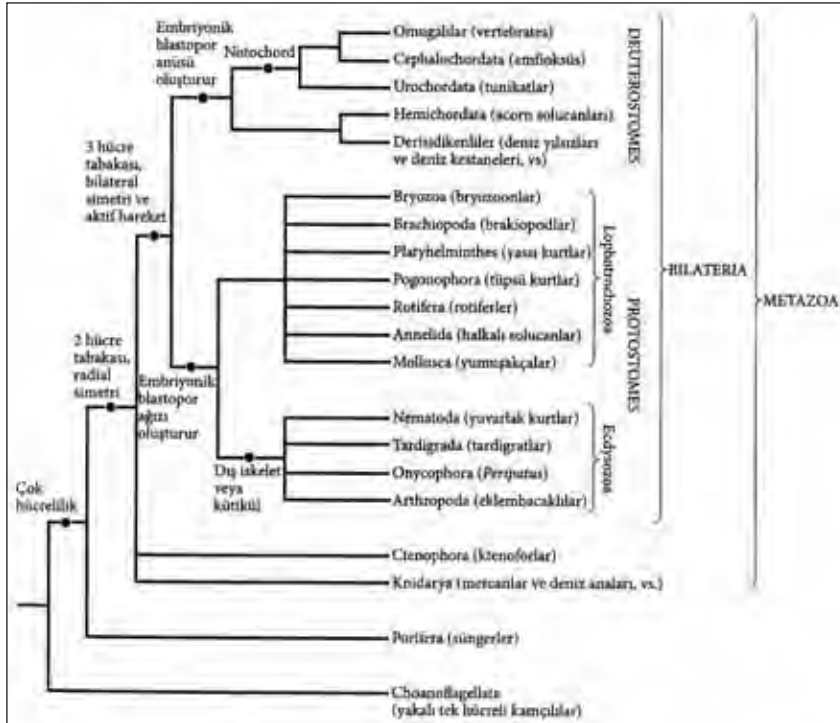 Embriyonik
blastopor
anüsü
oluşturur
Notochord
3 hücre
tabakası,
bilateral
simetri ve
aktif hareket
2 hücre
tabakası,
radial
simetri
Embriyonik
blastopor
ağızı
oluşturur
Dış iskelet
veya
kütikül
Çok
hücrelilik
Omugalılar (vertebrates)
Cephalochordata (amfioksüs)
Urochordata (tunikatlar)
Hemichordata (acorn solucanları)
Derisidikenliler (deniz yılsızları
ve deniz kestaneleri, vs)
Bryozoa (bryozoonlar)
Brachiopoda (brakiopodlar)
Platyhelminthes (yassı kurtlar)
Pogonophora (tüpsü kurtlar)
Rotifera (rotiferler)
Annelida (halkalı solucanlar)
Mollusca (yumuşakçalar)
Nematoda (yuvarlak kurtlar)
Tardigrada (tardigratlar)
Onycophora (Peripatus)
Arthropoda (eklembacaklılar)
Ctenophora (ktenoforlar)
Knidarya (mercanlar ve deniz anaları, vs.)
Porifera (süngerler)
Choanoflagellata
(yakalı tek hücreli kamçılılar)
Lophotrochozoa
Ecdysozoa
DEUTEROSTOMES
PROTOSTOMES
BILATERIA
METAZOA